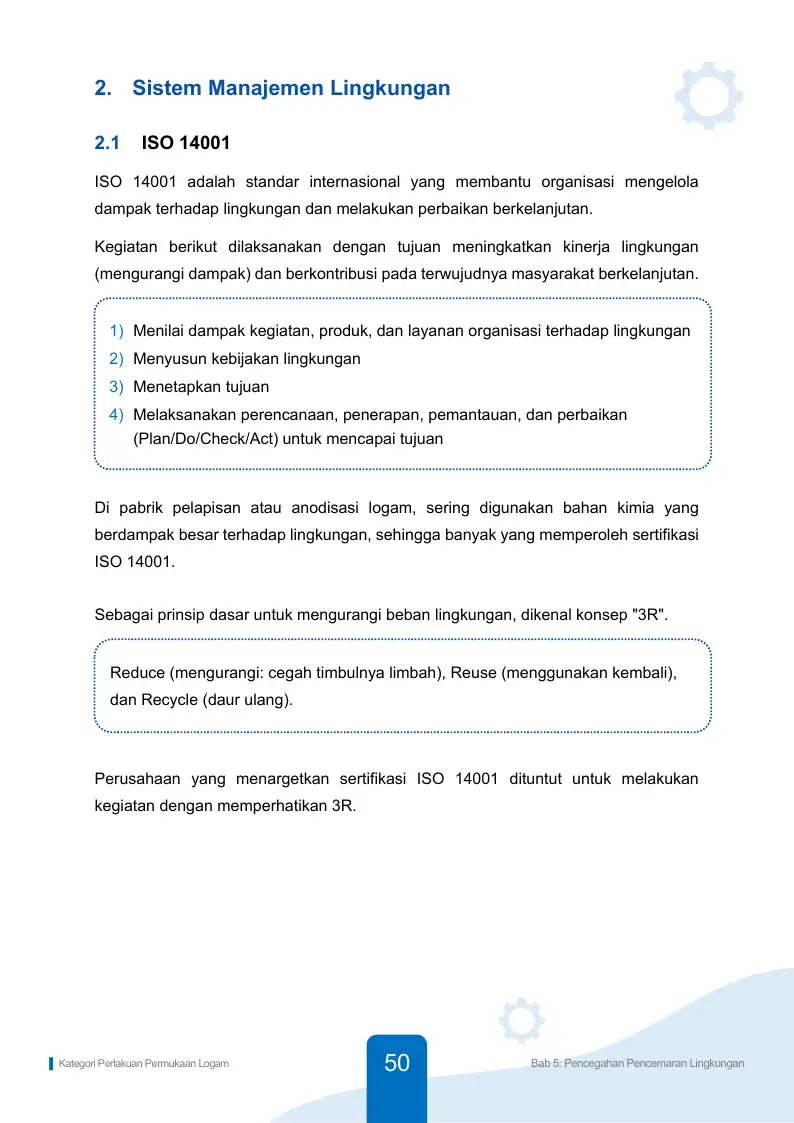 2. Sistem Manajemen Lingkungan
2.1 ISO 14001
ISO 14001 adalah standar internasional yang membantu organisasi mengelola
dampak terhadap lingkungan dan melakukan perbaikan berkelanjutan.
Kegiatan berikut dilaksanakan dengan tujuan meningkatkan kinerja lingkungan
(mengurangi dampak) dan berkontribusi pada terwujudnya masyarakat berkelanjutan.
1) Menilai dampak kegiatan, produk, dan layanan organisasi terhadap lingkungan
2) Menyusun kebijakan lingkungan
3) Menetapkan tujuan
4) Melaksanakan perencanaan, penerapan, pemantauan, dan perbaikan
(Plan/Do/Check/Act) untuk mencapai tujuan
Di pabrik pelapisan atau anodisasi logam, sering digunakan bahan kimia yang
berdampak besar terhadap lingkungan, sehingga banyak yang memperoleh sertifikasi
ISO 14001.
Sebagai prinsip dasar untuk mengurangi beban lingkungan, dikenal konsep "3R".
Reduce (mengurangi: cegah timbulnya limbah), Reuse (menggunakan kembali),
dan Recycle (daur ulang).
Perusahaan yang menargetkan sertifikasi ISO 14001 dituntut untuk melakukan
kegiatan dengan memperhatikan 3R.
Kategori Perlakuan Permukaan Logam
50
Bab 5: Pencegahan Pencemaran Lingkungan